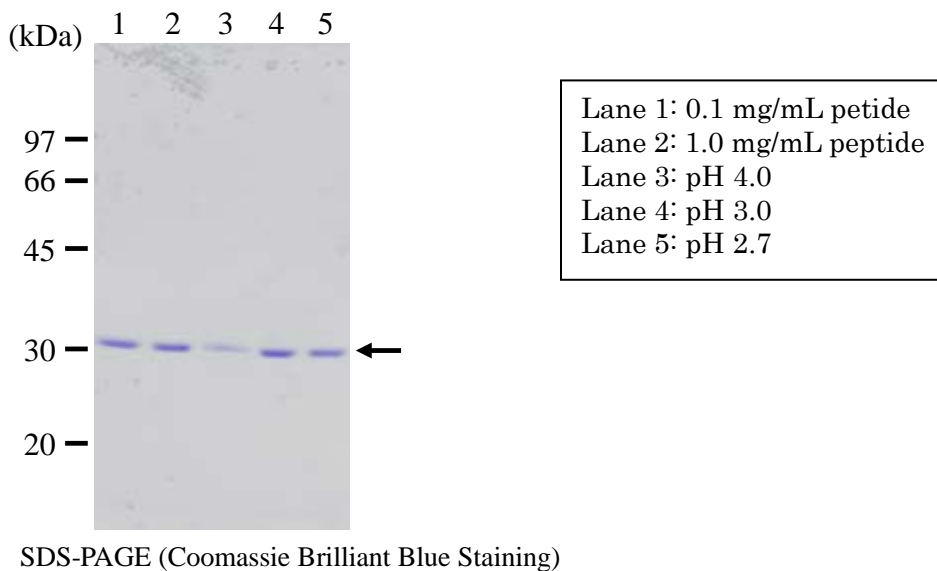 1 2 3 4 5
(kDa)
97
66
45
30
20
Lane 1: 0.1 mg/mL petide
Lane 2: 1.0 mg/mL peptide
Lane 3: pH 4.0
Lane 4: pH 3.0
Lane 5: pH 2.7
SDS-PAGE (Coomassie Brilliant Blue Staining)